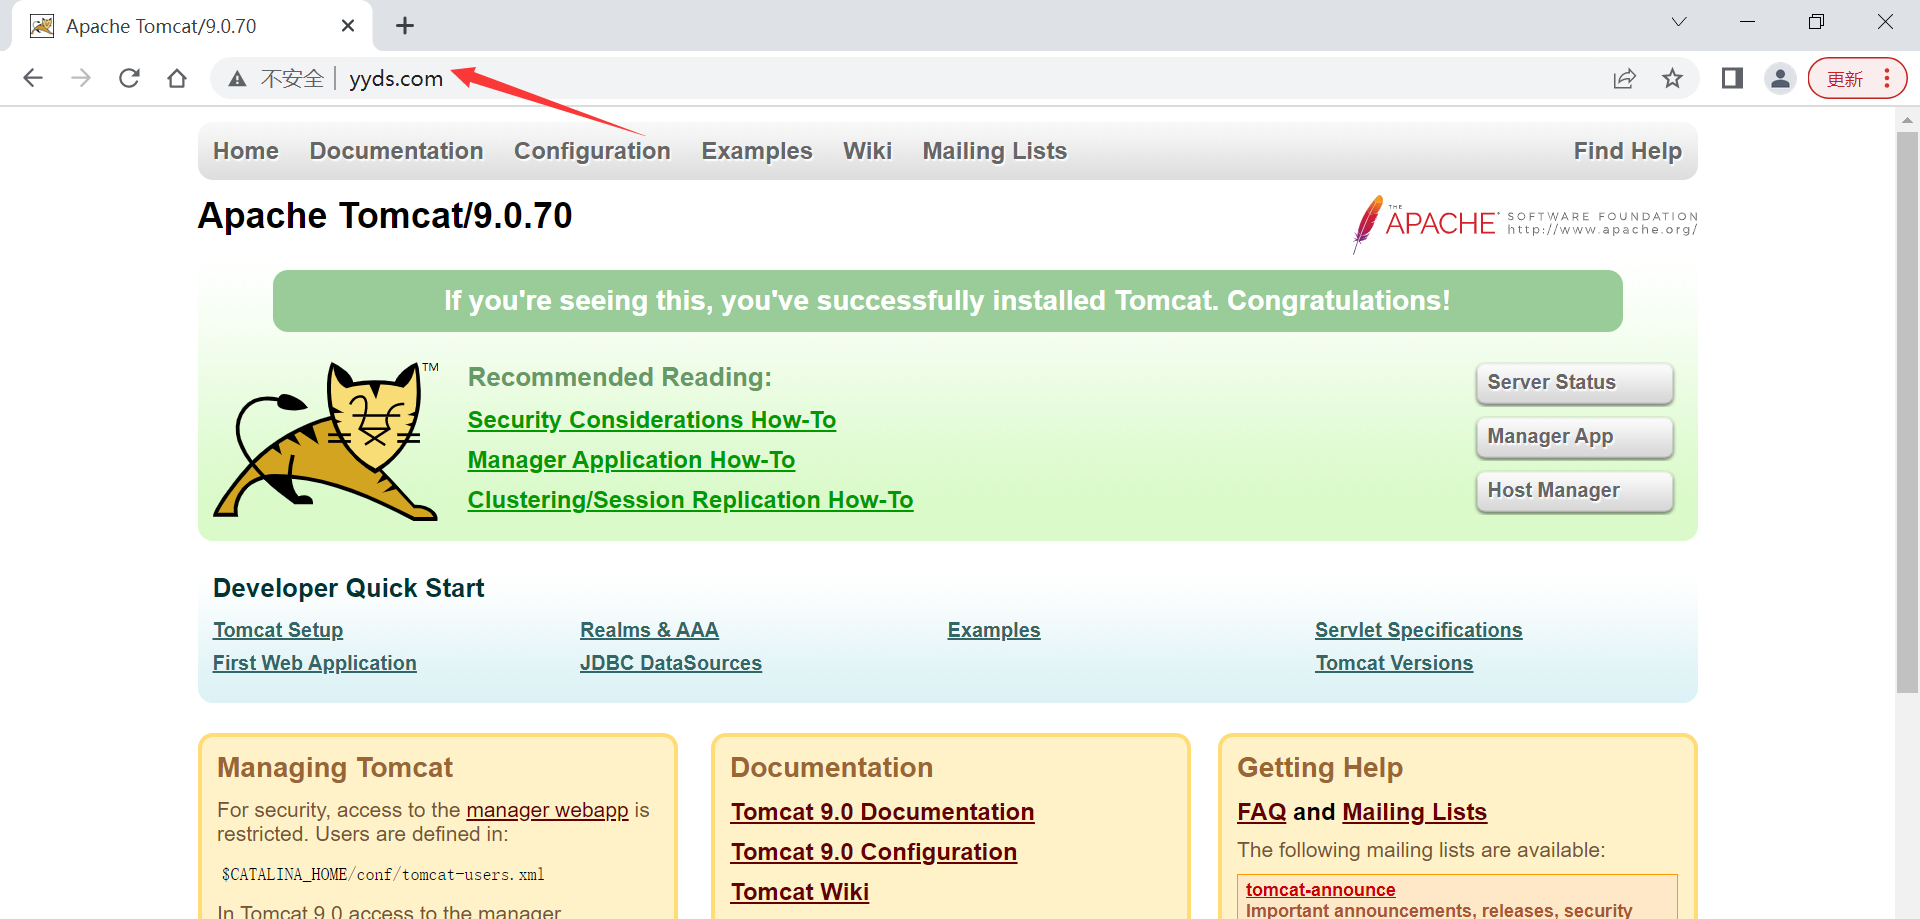 Apache Tomcat/9.0.70
不安全 yyds.com
更新
Home Documentation Configuration Examples Wiki Mailing Lists Find Help
Apache Tomcat/9.0.70
THE APACHE SOFTWARE FOUNDATION
http://www.apache.org/
If you're seeing this, you've successfully installed Tomcat. Congratulations!
TM
Recommended Reading:
Security Considerations How-To
Manager Application How-To
Clustering/Session Replication How-To
Server Status
Manager App
Host Manager
Developer Quick Start
Tomcat Setup
First Web Application
Realms & AAA
JDBC DataSources
Examples
Servlet Specifications
Tomcat Versions
Managing Tomcat
For security, access to the manager webapp is
restricted. Users are defined in:
$CATALINA_HOME/conf/tomcat-users.xml
In Tomcat 9.0 access to the manager
Documentation
Tomcat 9.0 Documentation
Tomcat 9.0 Configuration
Tomcat Wiki
Getting Help
FAQ and Mailing Lists
The following mailing lists are available:
tomcat-announce
Important announcements, releases, security